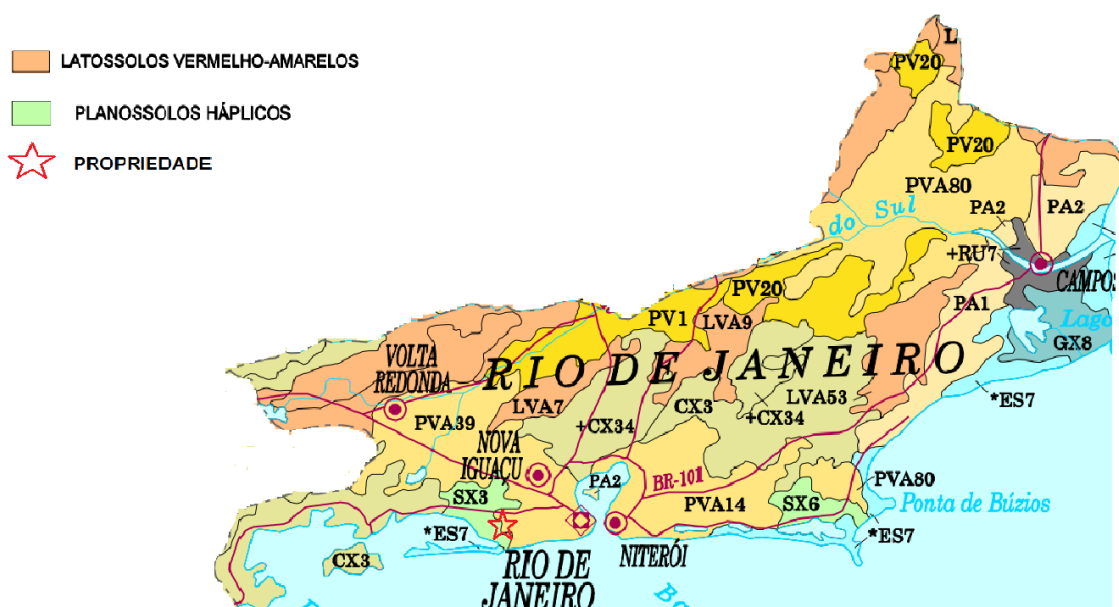 LATOSSOLOS VERMELHO-AMARELOS
PLANOSSOLOS HÁPLICOS
PROPRIEDADE
L
PV20
PV20
PVA80
PA2
PA2
do Sul
+RU7
CAMPOS
PA1
Lago
GX8
PV20
PV1
LVA9
VOLTA
REDONDA
RIO DE JANEIRO
*ES7
LVA7
CX3
LVA53
+CX34
+CX34
PVA39
NOVA
IGUAÇU
PA2
BR-101
PVA80
SX3
PVA14
SX6
Ponta de Búzios
*ES7
*ES7
NITERÓI
CX3
RIO DE
JANEIRO
Ba